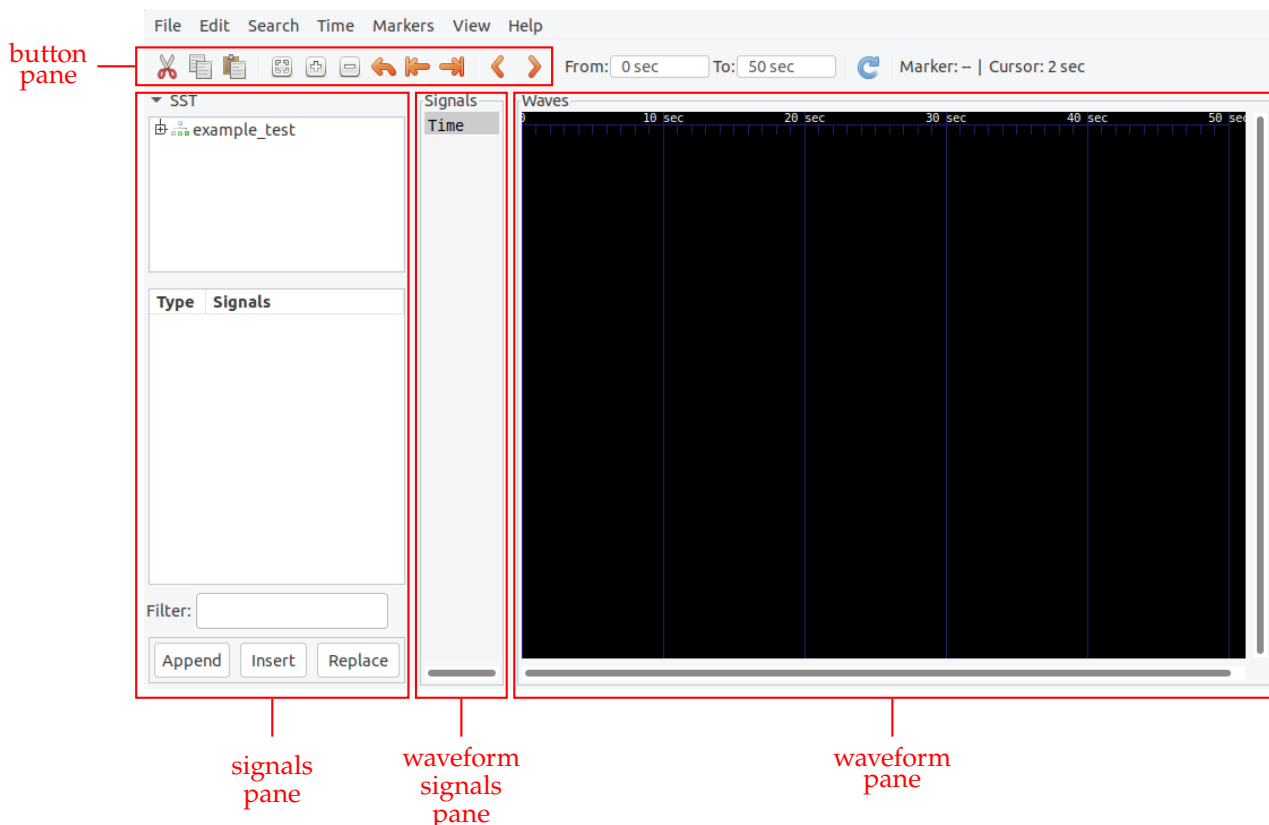 File Edit Search Time Markers View Help
button
pane
From: 0 sec To: 50 sec Marker: -- | Cursor: 2 sec
SST
example_test
Type Signals
Filter:
Append Insert Replace
Signals
Time
Waves
0 10 sec 20 sec 30 sec 40 sec 50 sec
signals
pane
waveform
signals
pane
waveform
pane